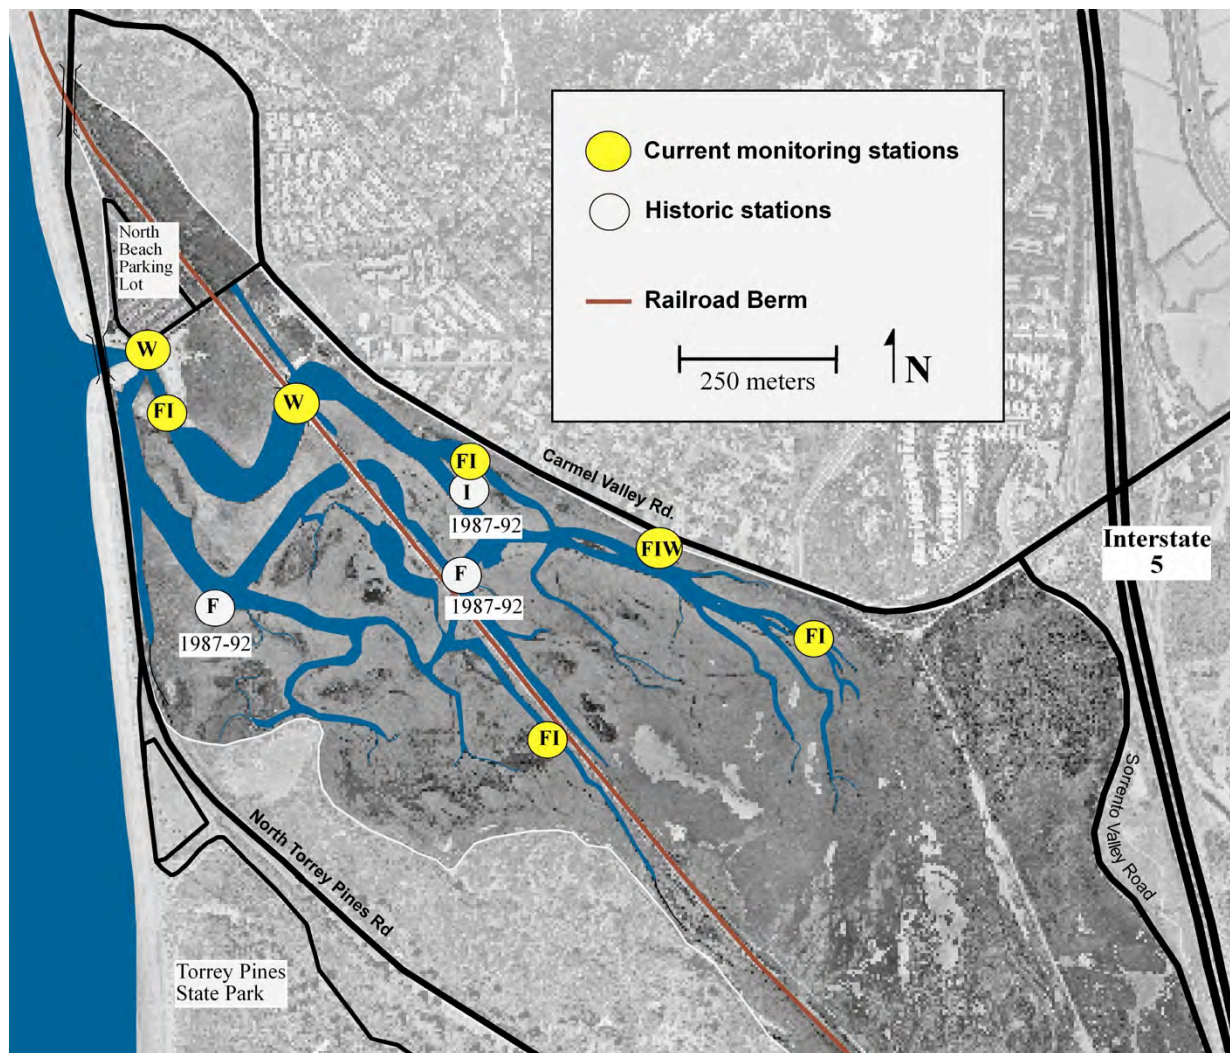 Current monitoring stations
Historic stations
Railroad Berm
250 meters
N
North
Beach
Parking
Lot
W
FI
W
FI
I
1987-92
Carmel Valley Rd.
FIW
Interstate
5
F
1987-92
F
1987-92
FI
FI
Sorrento Valley Road
North Torrey Pines Rd
Torrey Pines
State Park